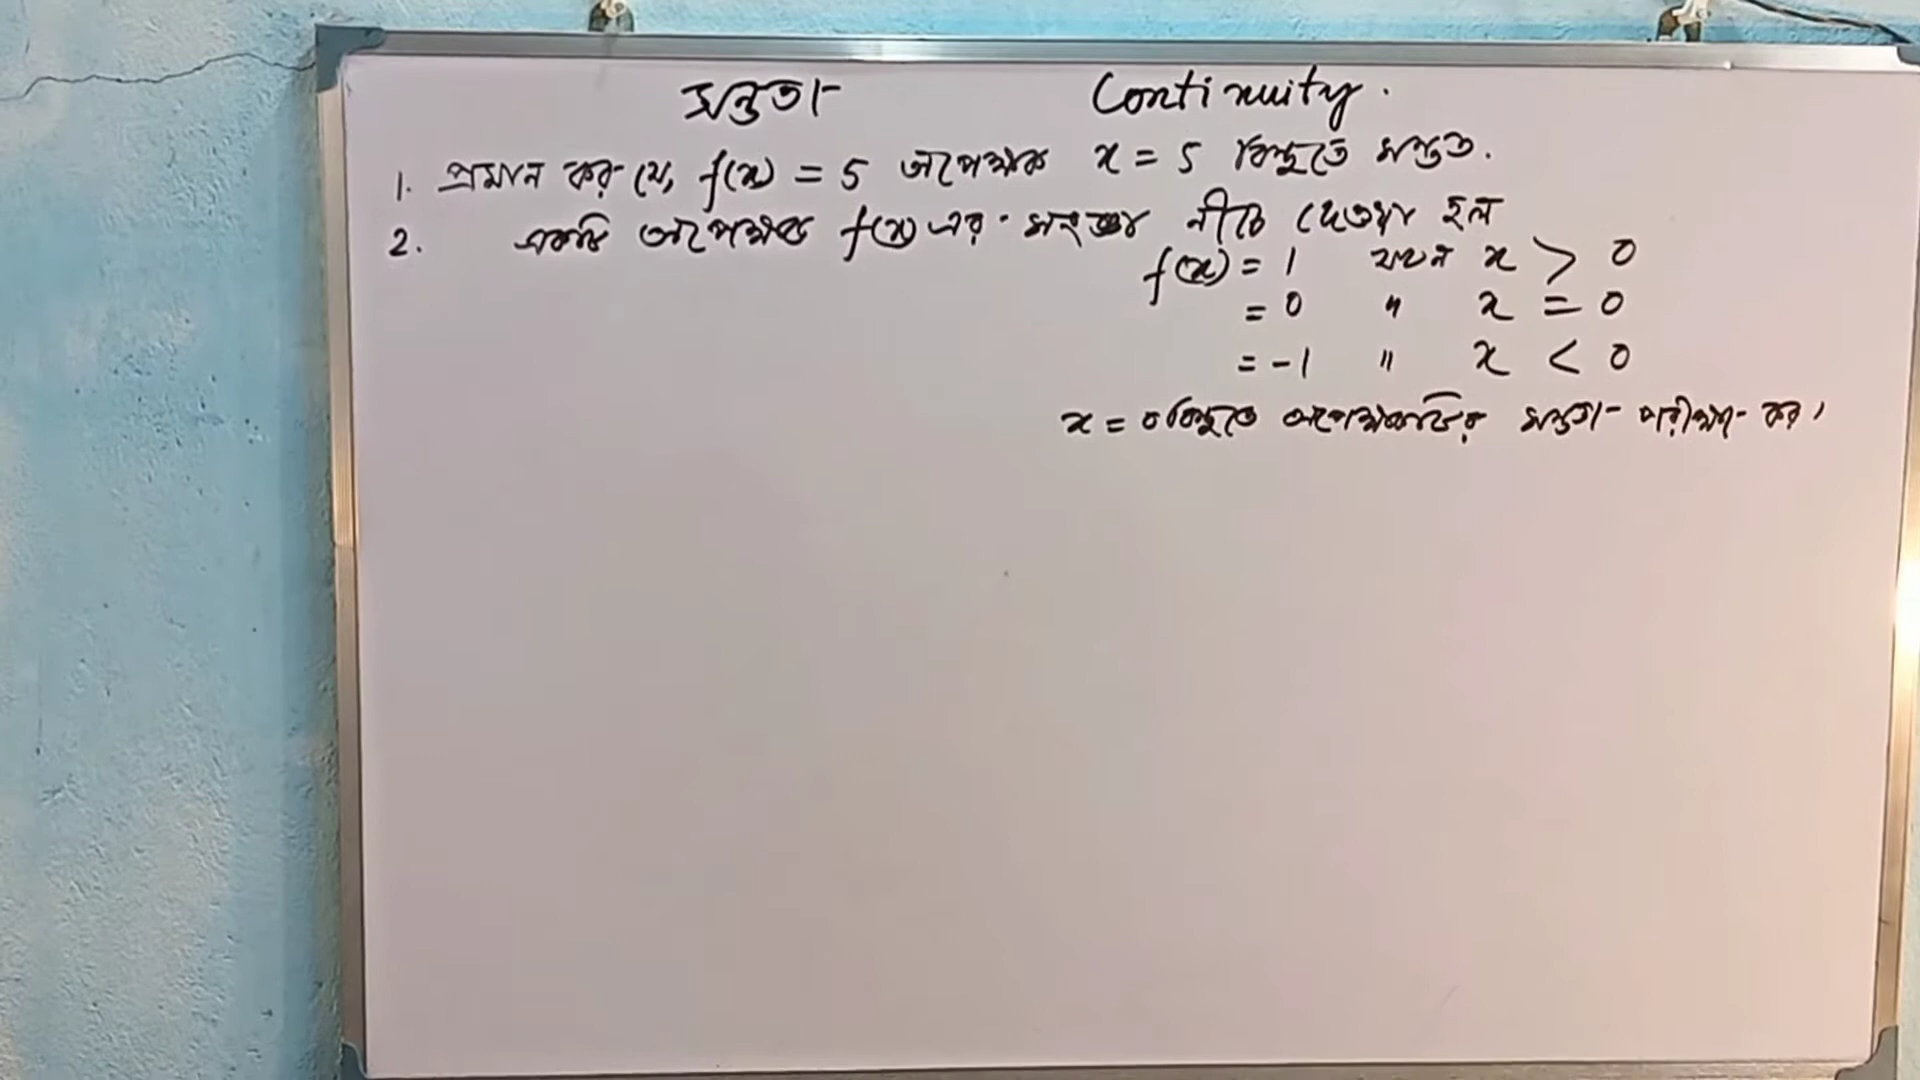 সন্ততা Continuity.
1. প্রমান কর যে, f(x) = 5 অপেক্ষক x = 5 বিন্দুতে সন্তত.
2. একটি অপেক্ষক f(x) এর সংজ্ঞা নীচে দেওয়া হল
f(x) = 1 যখন x > 0
= 0 " x = 0
= -1 " x < 0
x = 0 বিন্দুতে অপেক্ষকটির সন্ততা পরীক্ষা কর।